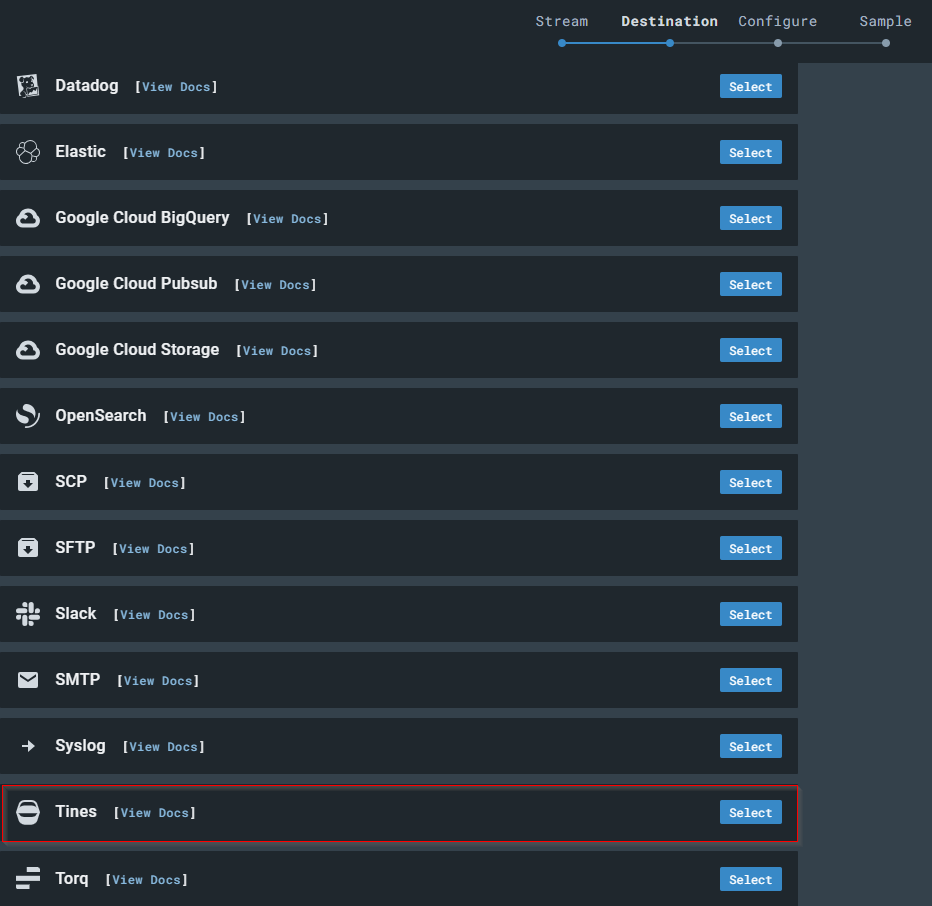 Stream Destination Configure Sample
Datadog [View Docs] Select
Elastic [View Docs] Select
Google Cloud BigQuery [View Docs] Select
Google Cloud Pubsub [View Docs] Select
Google Cloud Storage [View Docs] Select
OpenSearch [View Docs] Select
SCP [View Docs] Select
SFTP [View Docs] Select
Slack [View Docs] Select
SMTP [View Docs] Select
Syslog [View Docs] Select
Tines [View Docs] Select
Torq [View Docs] Select